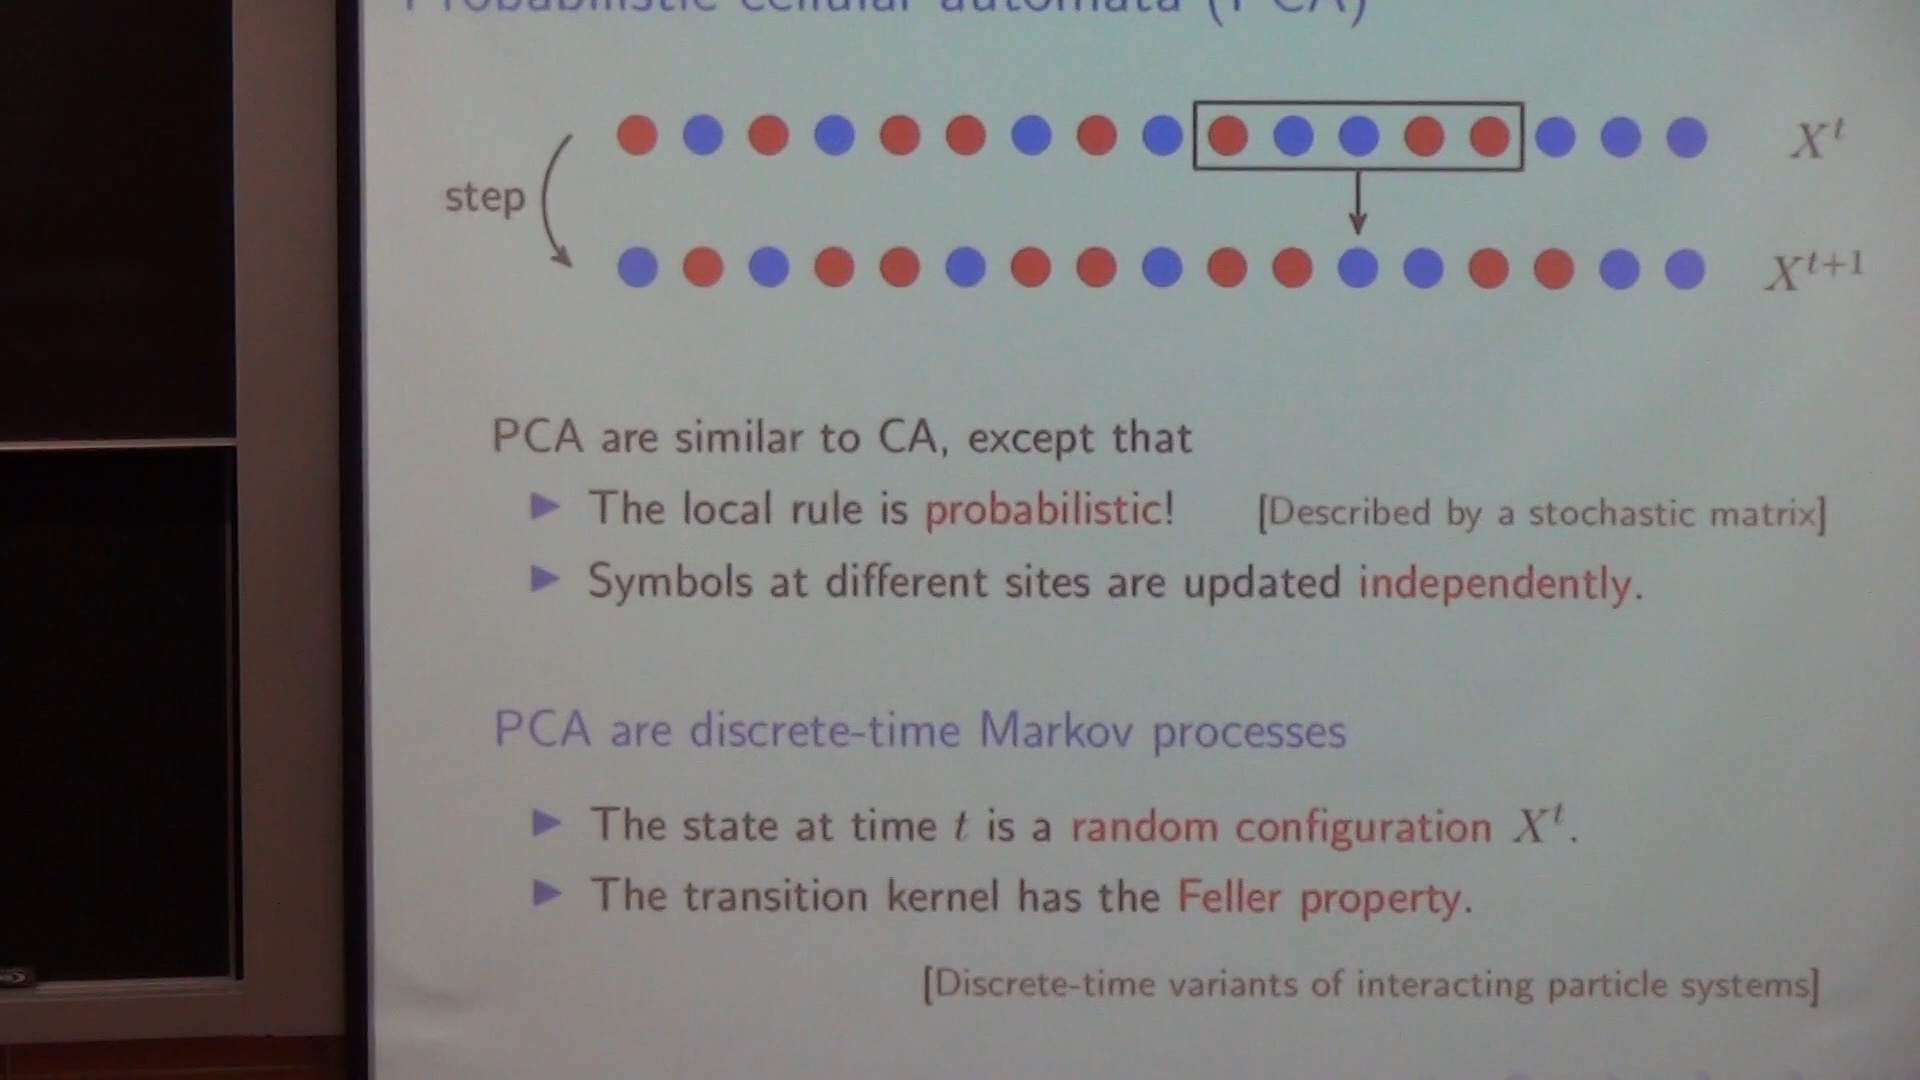 Probabilistic cellular automata (PCA)
X^t
step
X^{t+1}
PCA are similar to CA, except that
▶ The local rule is probabilistic! [Described by a stochastic matrix]
▶ Symbols at different sites are updated independently.
PCA are discrete-time Markov processes
▶ The state at time t is a random configuration X^t.
▶ The transition kernel has the Feller property.
[Discrete-time variants of interacting particle systems]